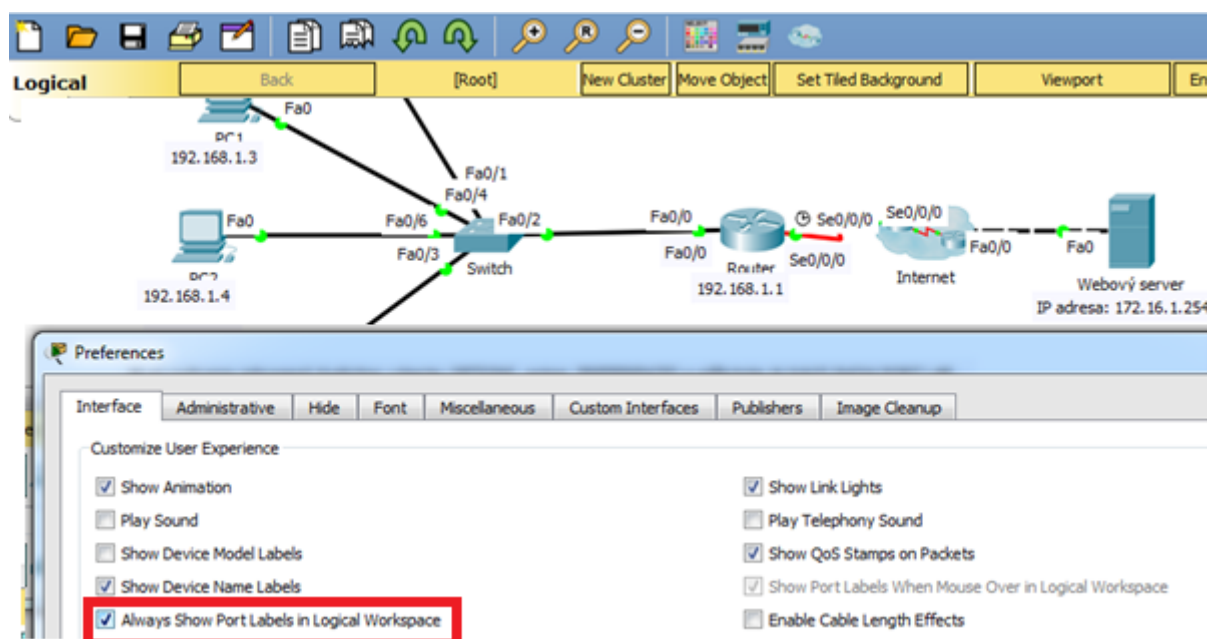 Logical Back [Root] New Cluster Move Object Set Tiled Background Viewport En
Fa0
PC1
192.168.1.3
Fa0/1
Fa0/4
Fa0 Fa0/6 Fa0/2 Fa0/0 Se0/0/0 Se0/0/0
Fa0/3 Switch Fa0/0 Se0/0/0 Fa0/0 Fa0
PC2 Router Internet Webový server
192.168.1.4 192.168.1.1 IP adresa: 172.16.1.254
Preferences
Interface Administrative Hide Font Miscellaneous Custom Interfaces Publishers Image Cleanup
Customize User Experience
Show Animation Show Link Lights
Play Sound Play Telephony Sound
Show Device Model Labels Show QoS Stamps on Packets
Show Device Name Labels Show Port Labels When Mouse Over in Logical Workspace
Always Show Port Labels in Logical Workspace Enable Cable Length Effects